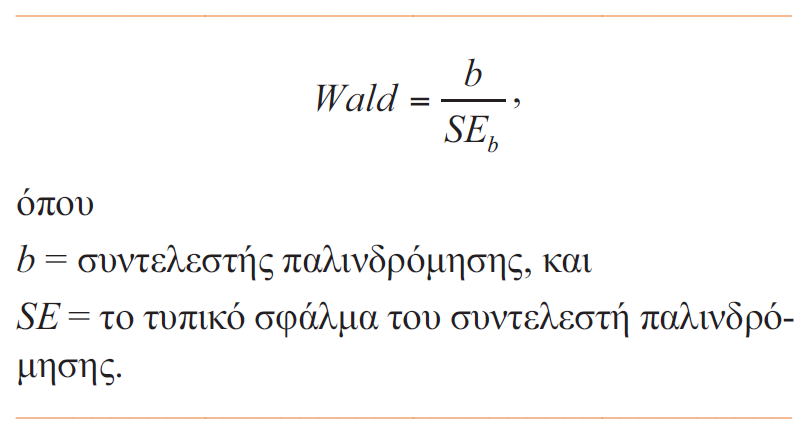 Wald = b / SE_b ,
όπου
b = συντελεστής παλινδρόμησης, και
SE = το τυπικό σφάλμα του συντελεστή παλινδρό-
μησης.